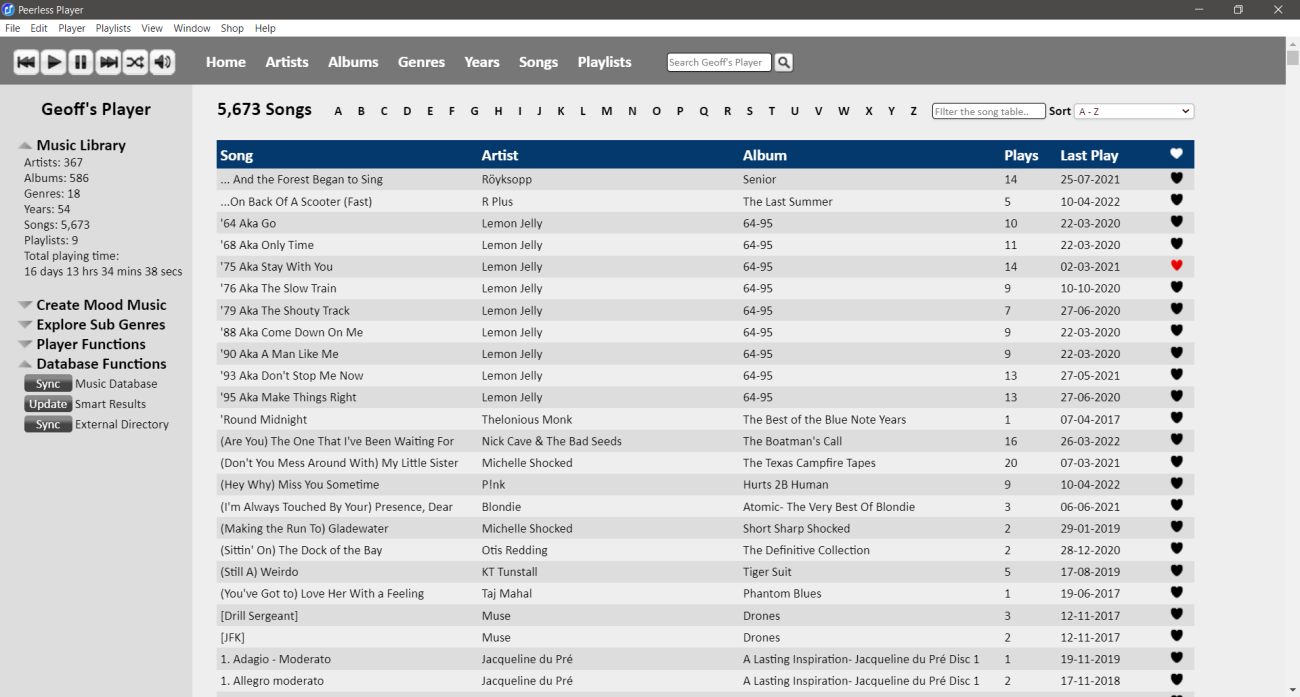 Peerless Player
File Edit Player Playlists View Window Shop Help
Home Artists Albums Genres Years Songs Playlists Search Geoff's Player
Geoff's Player
Music Library
Artists: 367
Albums: 586
Genres: 18
Years: 54
Songs: 5,673
Playlists: 9
Total playing time:
16 days 13 hrs 34 mins 38 secs
Create Mood Music
Explore Sub Genres
Player Functions
Database Functions
Sync Music Database
Update Smart Results
Sync External Directory
5,673 Songs A B C D E F G H I J K L M N O P Q R S T U V W X Y Z Filter the song table.. Sort A - Z
Song Artist Album Plays Last Play
... And the Forest Began to Sing Röyksopp Senior 14 25-07-2021
...On Back Of A Scooter (Fast) R Plus The Last Summer 5 10-04-2022
'64 Aka Go Lemon Jelly 64-95 10 22-03-2020
'68 Aka Only Time Lemon Jelly 64-95 11 22-03-2020
'75 Aka Stay With You Lemon Jelly 64-95 14 02-03-2021
'76 Aka The Slow Train Lemon Jelly 64-95 9 10-10-2020
'79 Aka The Shouty Track Lemon Jelly 64-95 7 27-06-2020
'88 Aka Come Down On Me Lemon Jelly 64-95 9 22-03-2020
'90 Aka A Man Like Me Lemon Jelly 64-95 9 22-03-2020
'93 Aka Don't Stop Me Now Lemon Jelly 64-95 13 27-05-2021
'95 Aka Make Things Right Lemon Jelly 64-95 13 27-06-2020
'Round Midnight Thelonious Monk The Best of the Blue Note Years 1 07-04-2017
(Are You) The One That I've Been Waiting For Nick Cave & The Bad Seeds The Boatman's Call 16 26-03-2022
(Don't You Mess Around With) My Little Sister Michelle Shocked The Texas Campfire Tapes 20 07-03-2021
(Hey Why) Miss You Sometime P!nk Hurts 2B Human 9 10-04-2022
(I'm Always Touched By Your) Presence, Dear Blondie Atomic- The Very Best Of Blondie 3 06-06-2021
(Making the Run To) Gladewater Michelle Shocked Short Sharp Shocked 2 29-01-2019
(Sittin' On) The Dock of the Bay Otis Redding The Definitive Collection 2 28-12-2020
(Still A) Weirdo KT Tunstall Tiger Suit 5 17-08-2019
(You've Got to) Love Her With a Feeling Taj Mahal Phantom Blues 1 19-06-2017
[Drill Sergeant] Muse Drones 3 12-11-2017
[JFK] Muse Drones 2 12-11-2017
1. Adagio - Moderato Jacqueline du Pré A Lasting Inspiration- Jacqueline du Pré Disc 1 1 19-11-2019
1. Allegro moderato Jacqueline du Pré A Lasting Inspiration- Jacqueline du Pré Disc 1 2 17-11-2018